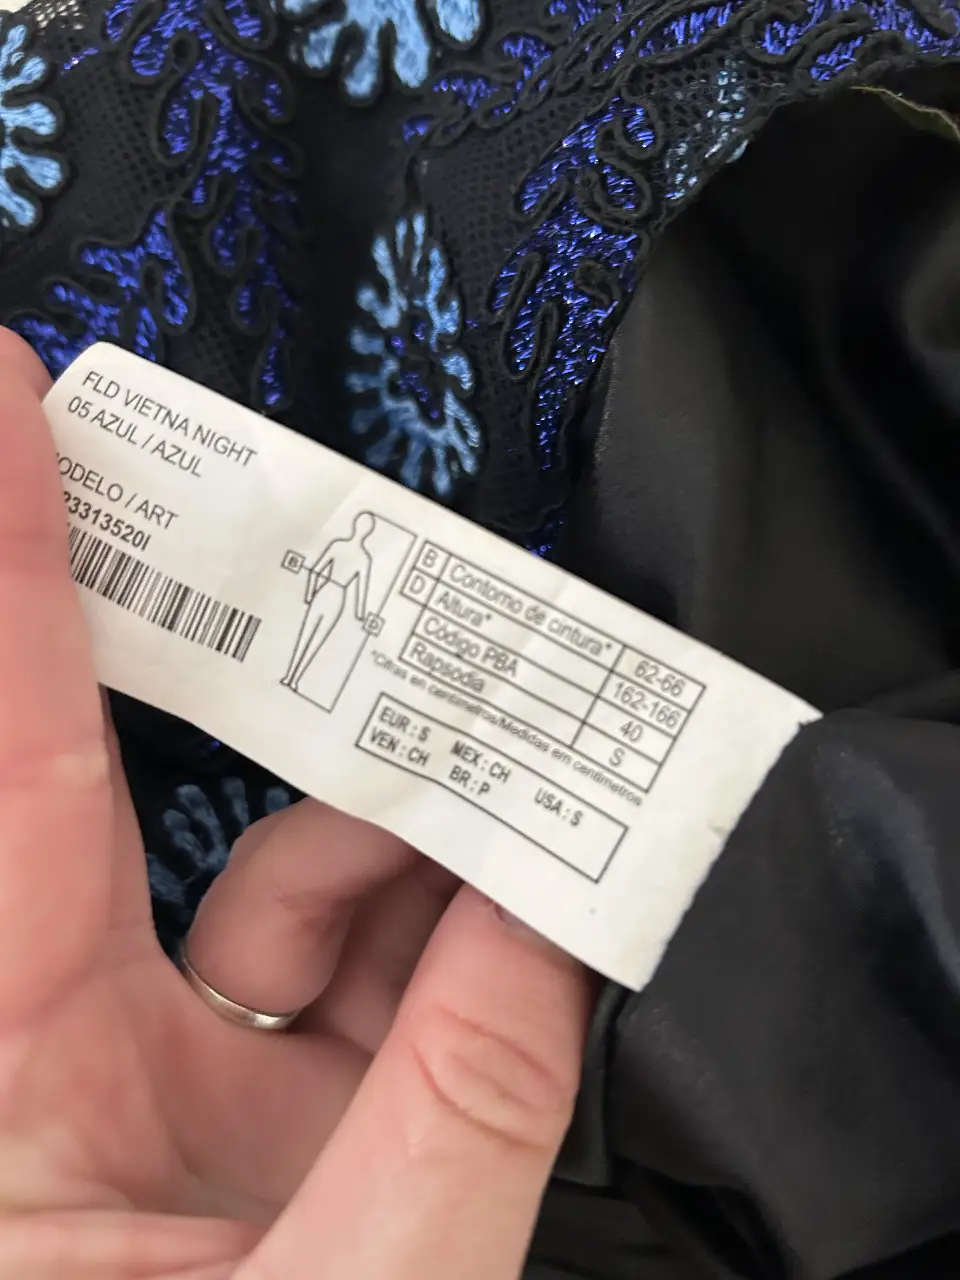 FLD VIETNA NIGHT
05 AZUL / AZUL
ODELO / ART
23313520I
B
D
B Contorno de cintura* 62-66
D Altura* 162-166
Código PBA 40
Rapsodia S
*Cifras en centímetros/Medidas em centímetros
EUR : S MEX : CH USA : S
VEN : CH BR : P